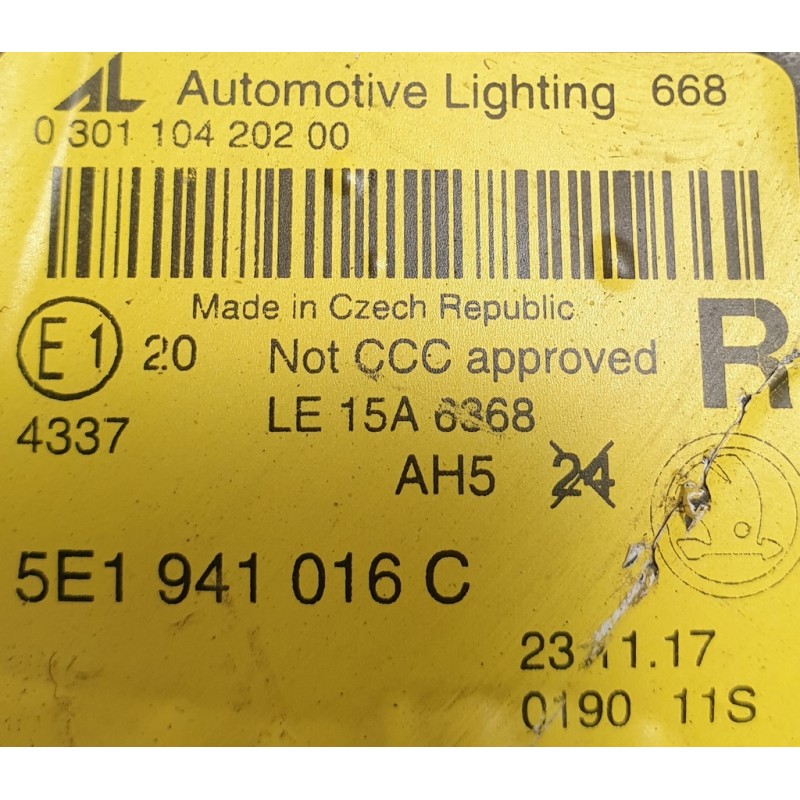 AL Automotive Lighting 668
0 301 104 202 00
Made in Czech Republic
E1 20 Not CCC approved R
4337 LE 15A 6368
AH5 24
5E1 941 016 C
23.11.17
0190 11S